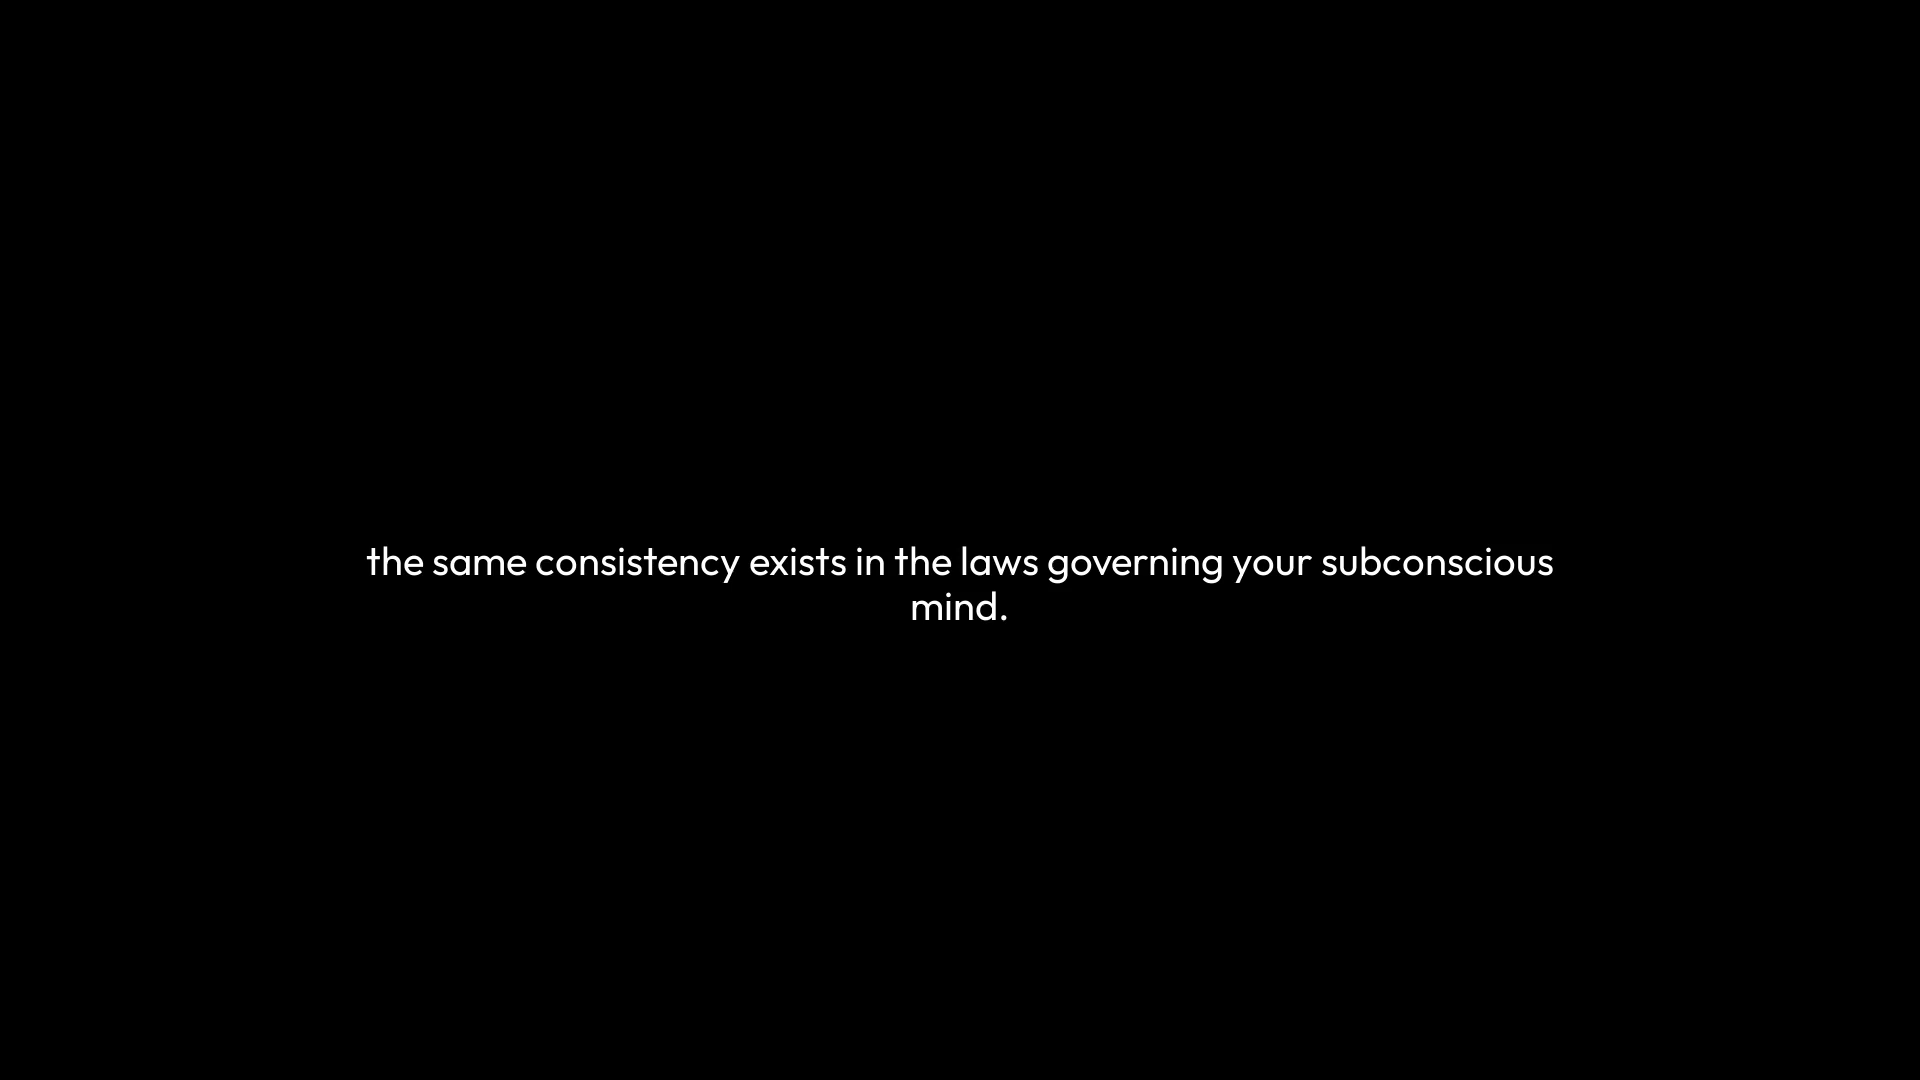 the same consistency exists in the laws governing your subconscious
mind.